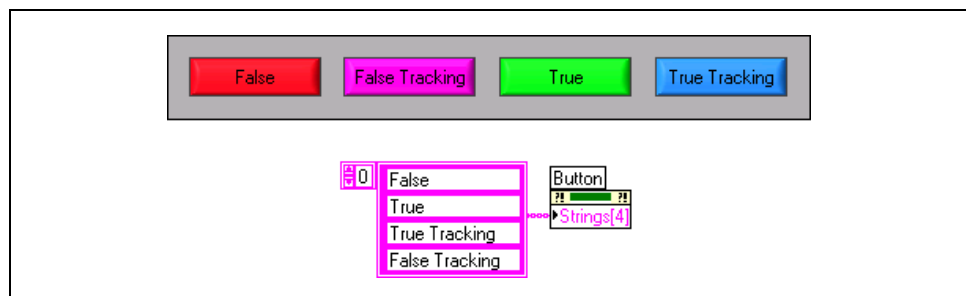 False
False Tracking
True
True Tracking
0
False
True
True Tracking
False Tracking
Button
?! ?!
Strings[4]